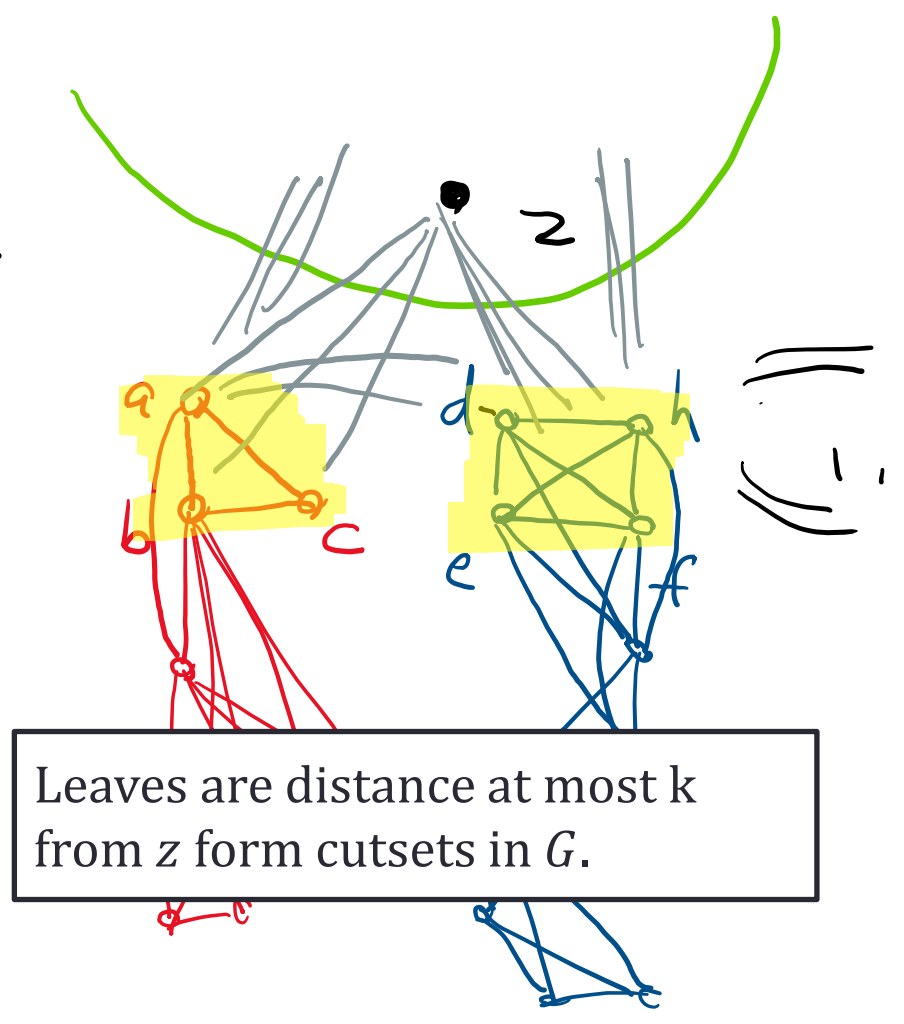 z
a
d
h
b
c
e
f
Leaves are distance at most k
from z form cutsets in G.